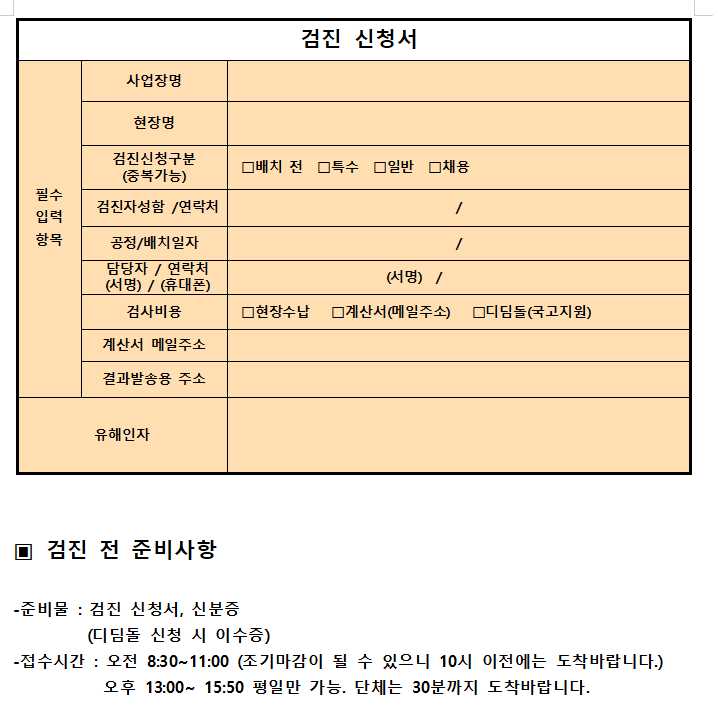 검진 신청서
필수
입력
항목
사업장명
현장명
검진신청구분
(중복가능)
□배치 전 □특수 □일반 □채용
검진자성함 /연락처
/
공정/배치일자
/
담당자 / 연락처
(서명) / (휴대폰)
(서명) /
검사비용
□현장수납 □계산서(메일주소) □디딤돌(국고지원)
계산서 메일주소
결과발송용 주소
유해인자
▣ 검진 전 준비사항
-준비물 : 검진 신청서, 신분증
(디딤돌 신청 시 이수증)
-접수시간 : 오전 8:30~11:00 (조기마감이 될 수 있으니 10시 이전에는 도착바랍니다.)
오후 13:00~ 15:50 평일만 가능. 단체는 30분까지 도착바랍니다.